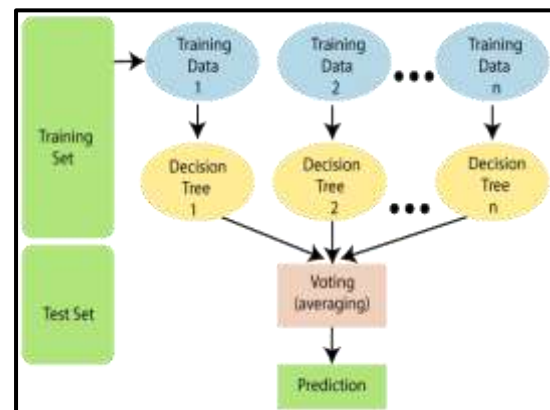 Training
Set
Test Set
Training
Data
1
Training
Data
2
Training
Data
n
Decision
Tree
1
Decision
Tree
2
Decision
Tree
n
Voting
(averaging)
Prediction